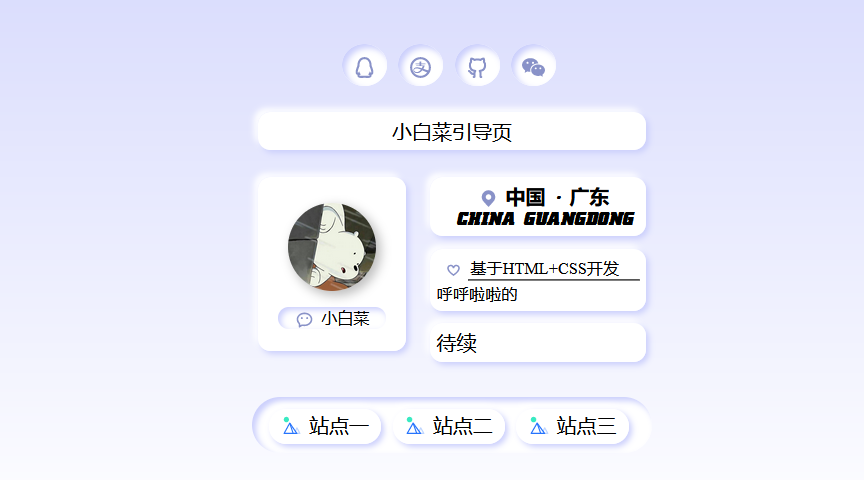 小白菜引导页
中国 · 广东
CHINA GUANGDONG
基于HTML+CSS开发
呼呼啦啦的
小白菜
待续
站点一 站点二 站点三